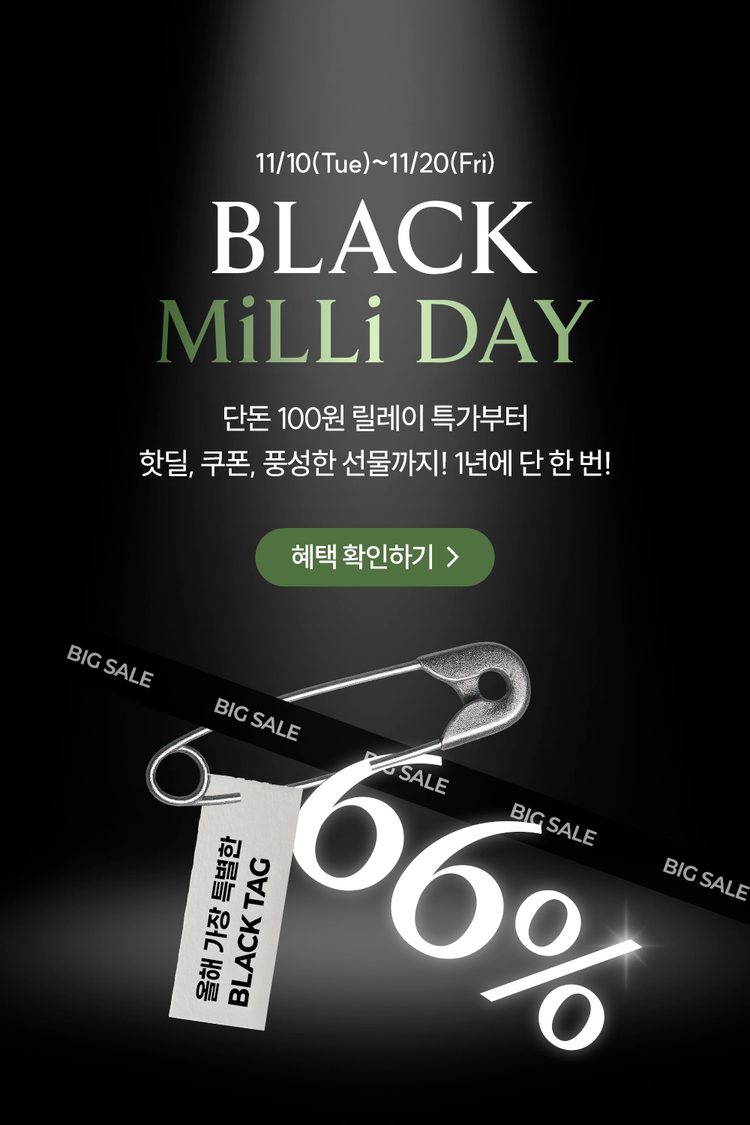 11/10(Tue)~11/20(Fri)
BLACK
MiLLi DAY
단돈 100원 릴레이 특가부터
핫딜, 쿠폰, 풍성한 선물까지! 1년에 단 한 번!
혜택 확인하기 >
BIG SALE
BIG SALE
BIG SALE
BIG SALE
BIG SALE
66%
올해 가장 특별한
BLACK TAG